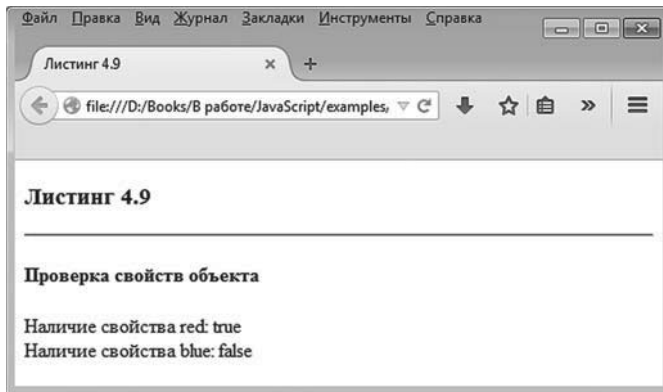 Файл Правка Вид Журнал Закладки Инструменты Справка
Листинг 4.9
file:///D:/Books/В работе/JavaScript/examples,
Листинг 4.9
Проверка свойств объекта
Наличие свойства red: true
Наличие свойства blue: false